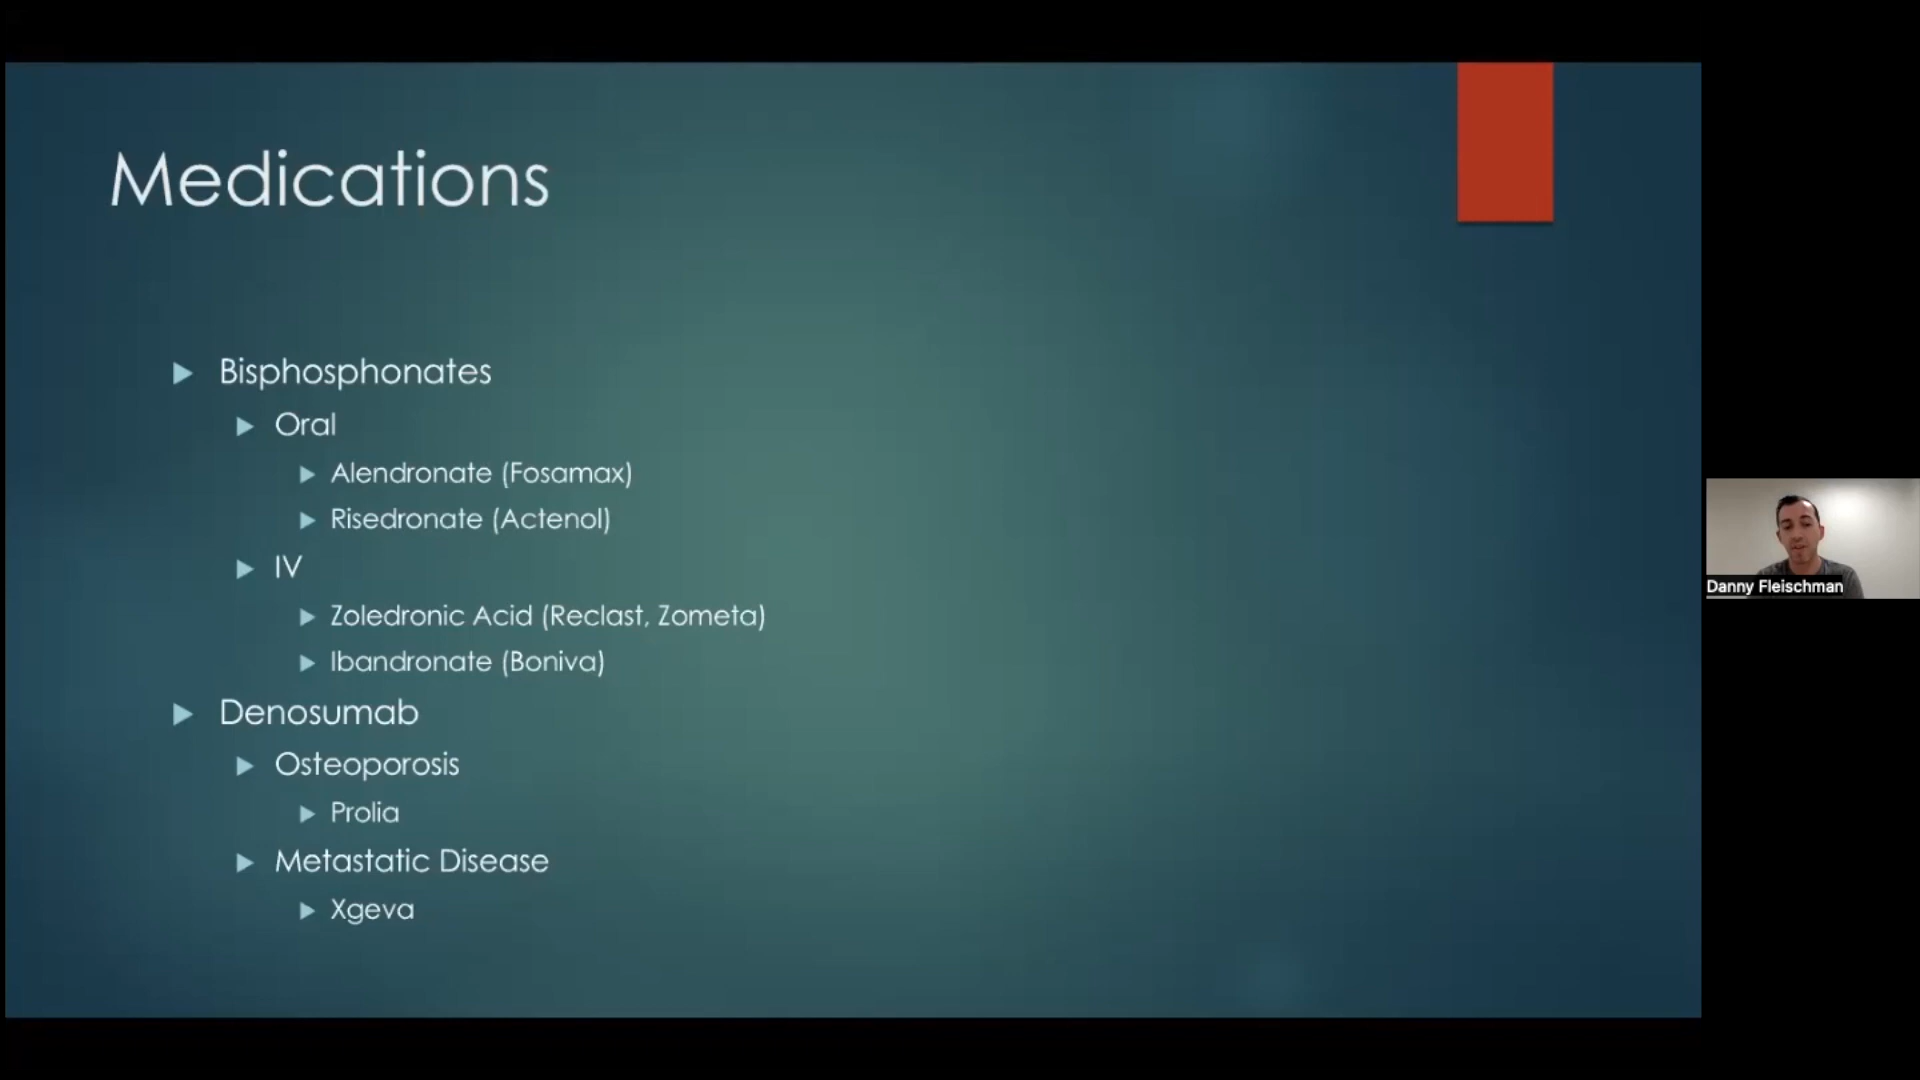 Medications
Bisphosphonates
Oral
Alendronate (Fosamax)
Risedronate (Actenol)
IV
Zoledronic Acid (Reclast, Zometa)
Ibandronate (Boniva)
Denosumab
Osteoporosis
Prolia
Metastatic Disease
Xgeva
Danny Fleischman